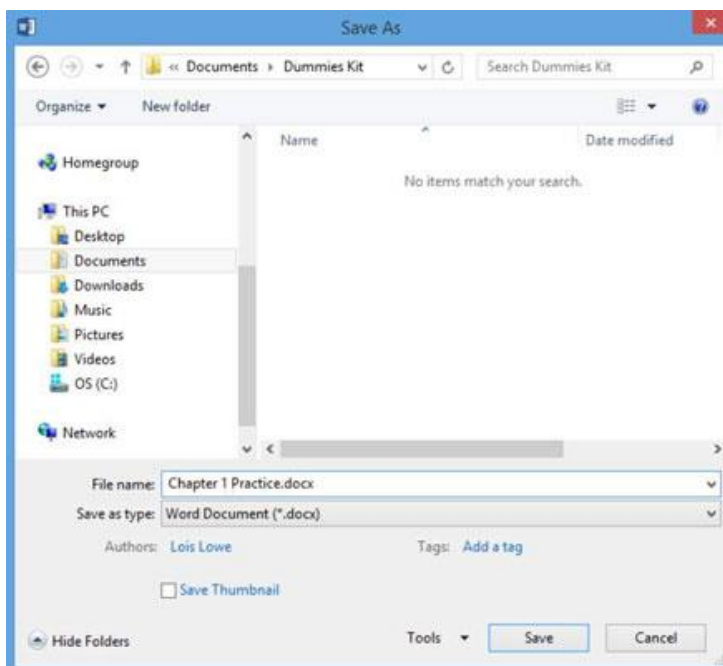 Save As
« Documents › Dummies Kit Search Dummies Kit
Organize New folder
Name Date modified
No items match your search.
Homegroup
This PC
Desktop
Documents
Downloads
Music
Pictures
Videos
OS (C:)
Network
File name: Chapter 1 Practice.docx
Save as type: Word Document (*.docx)
Authors: Lois Lowe Tags: Add a tag
Save Thumbnail
Hide Folders Tools Save Cancel